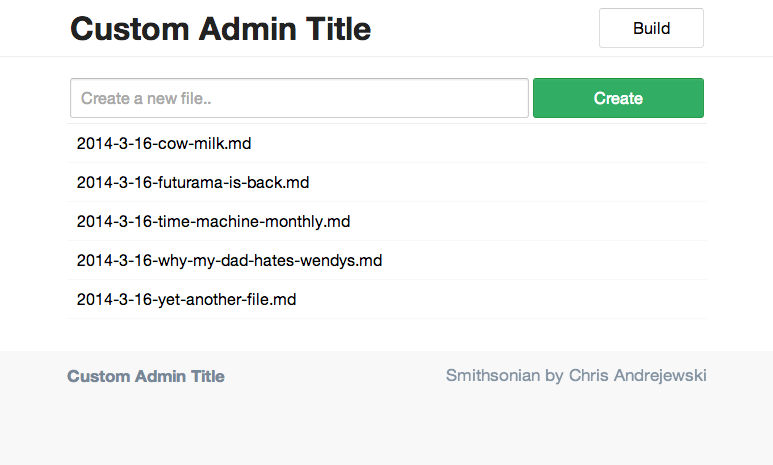 Custom Admin Title
Build
Create a new file..
Create
2014-3-16-cow-milk.md
2014-3-16-futurama-is-back.md
2014-3-16-time-machine-monthly.md
2014-3-16-why-my-dad-hates-wendys.md
2014-3-16-yet-another-file.md
Custom Admin Title
Smithsonian by Chris Andrejewski